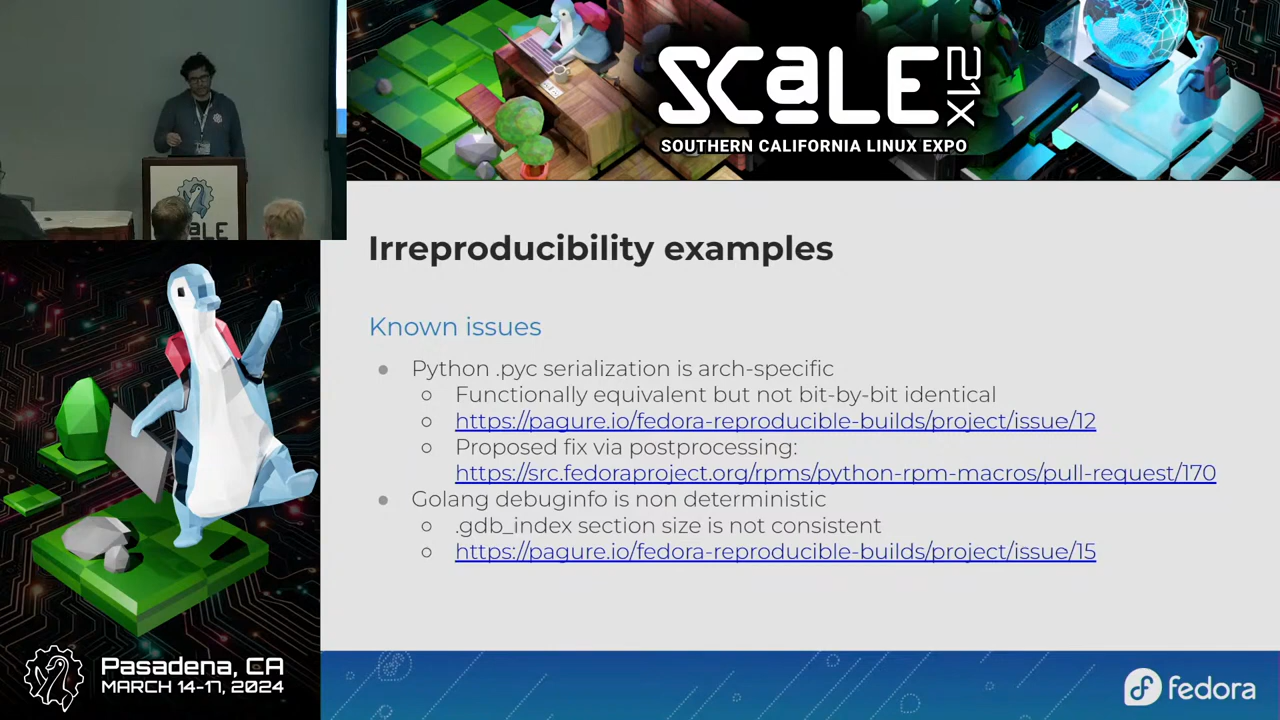 SCALE 21x
SOUTHERN CALIFORNIA LINUX EXPO
SCALE
Irreproducibility examples
Known issues
Python .pyc serialization is arch-specific
Functionally equivalent but not bit-by-bit identical
https://pagure.io/fedora-reproducible-builds/project/issue/12
Proposed fix via postprocessing:
https://src.fedoraproject.org/rpms/python-rpm-macros/pull-request/170
Golang debuginfo is non deterministic
.gdb_index section size is not consistent
https://pagure.io/fedora-reproducible-builds/project/issue/15
Pasadena, CA
MARCH 14-17, 2024
fedora